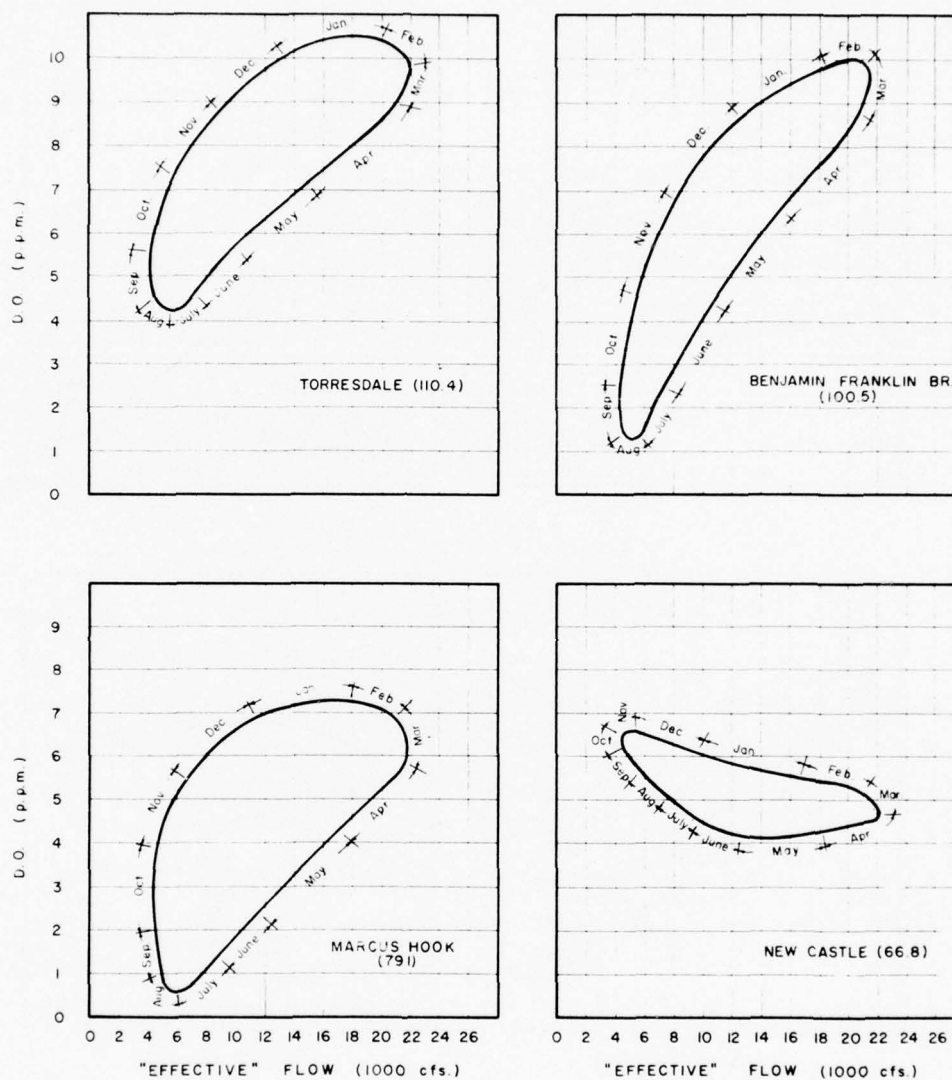 Jan.
Feb
10
Dec
Mar
9
Nov
8
Apr
7
Oct
May
6
5
Sep
June
4
Aug
July
3
TORRESDALE (110.4)
2
1
0
D.O. (p.p.m.)
Feb
Jan.
Mar
Dec
Apr
Nov
May
Oct
June
Sep
July
Aug
BENJAMIN FRANKLIN BR
(100.5)
9
8
Jan
Feb
7
Dec
Mar
6
Nov
5
Apr
4
May
3
Oct
2
June
Sep
1
July
Aug
0
MARCUS HOOK
(79.1)
D.O. (p.p.m.)
0 2 4 6 8 10 12 14 16 18 20 22 24 26
"EFFECTIVE" FLOW (1000 cfs.)
Nov
Oct
Dec
Jan
Sep
Feb
Mar
Aug
July
June
May
Apr
NEW CASTLE (66.8)
0 2 4 6 8 10 12 14 16 18 20 22 24 26
"EFFECTIVE" FLOW (1000 cfs.)